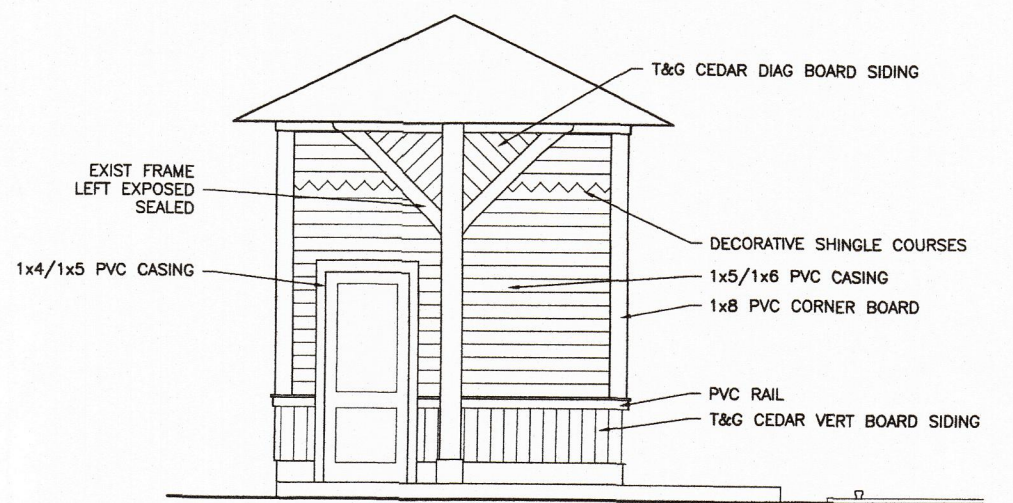 T&G CEDAR DIAG BOARD SIDING
EXIST FRAME
LEFT EXPOSED
SEALED
DECORATIVE SHINGLE COURSES
1x4/1x5 PVC CASING
1x5/1x6 PVC CASING
1x8 PVC CORNER BOARD
PVC RAIL
T&G CEDAR VERT BOARD SIDING